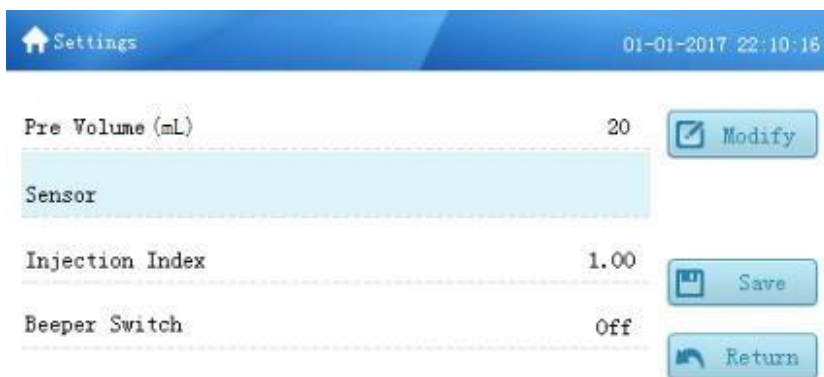 Settings 01-01-2017 22:10:16
Pre Volume(mL) 20 Modify
Sensor
Injection Index 1.00
Save
Beeper Switch Off
Return